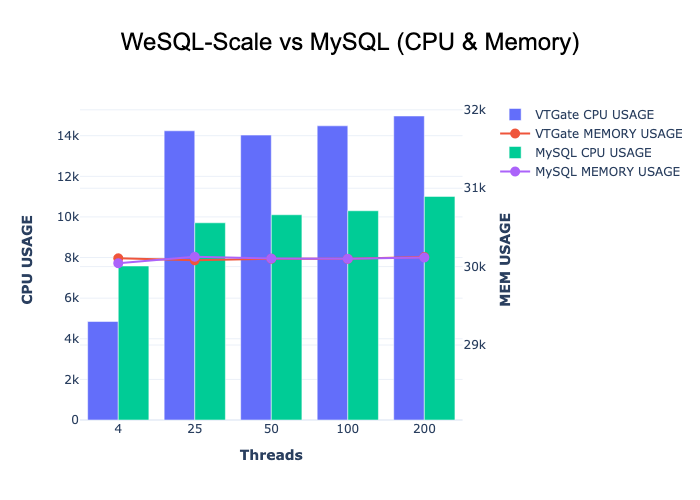 WeSQL-Scale vs MySQL (CPU & Memory)
VTGate CPU USAGE
VTGate MEMORY USAGE
MySQL CPU USAGE
MySQL MEMORY USAGE
CPU USAGE
14k
12k
10k
8k
6k
4k
2k
0
32k
31k
30k
29k
MEM USAGE
4 25 50 100 200
Threads